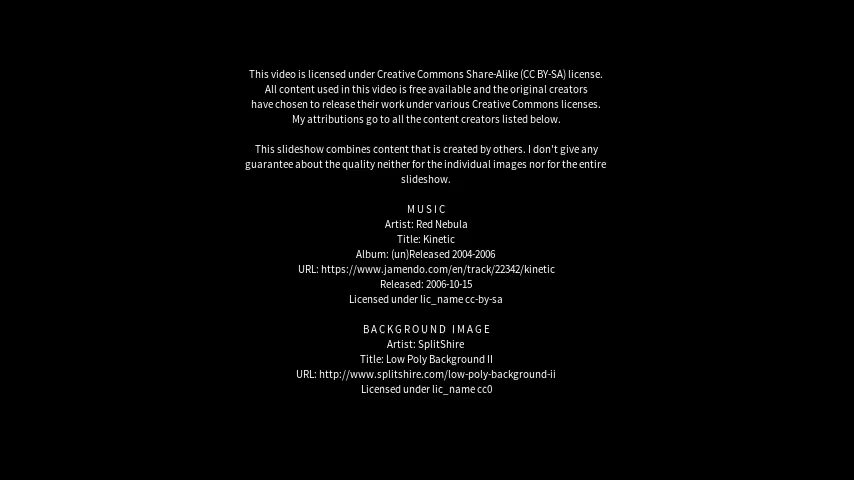 This video is licensed under Creative Commons Share-Alike (CC BY-SA) license.
All content used in this video is free available and the original creators
have chosen to release their work under various Creative Commons licenses.
My attributions go to all the content creators listed below.
This slideshow combines content that is created by others. I don't give any
guarantee about the quality neither for the individual images nor for the entire
slideshow.
MUSIC
Artist: Red Nebula
Title: Kinetic
Album: (un)Released 2004-2006
URL: https://www.jamendo.com/en/track/22342/kinetic
Released: 2006-10-15
Licensed under lic_name cc-by-sa
BACKGROUND IMAGE
Artist: SplitShire
Title: Low Poly Background II
URL: http://www.splitshire.com/low-poly-background-ii
Licensed under lic_name cc0